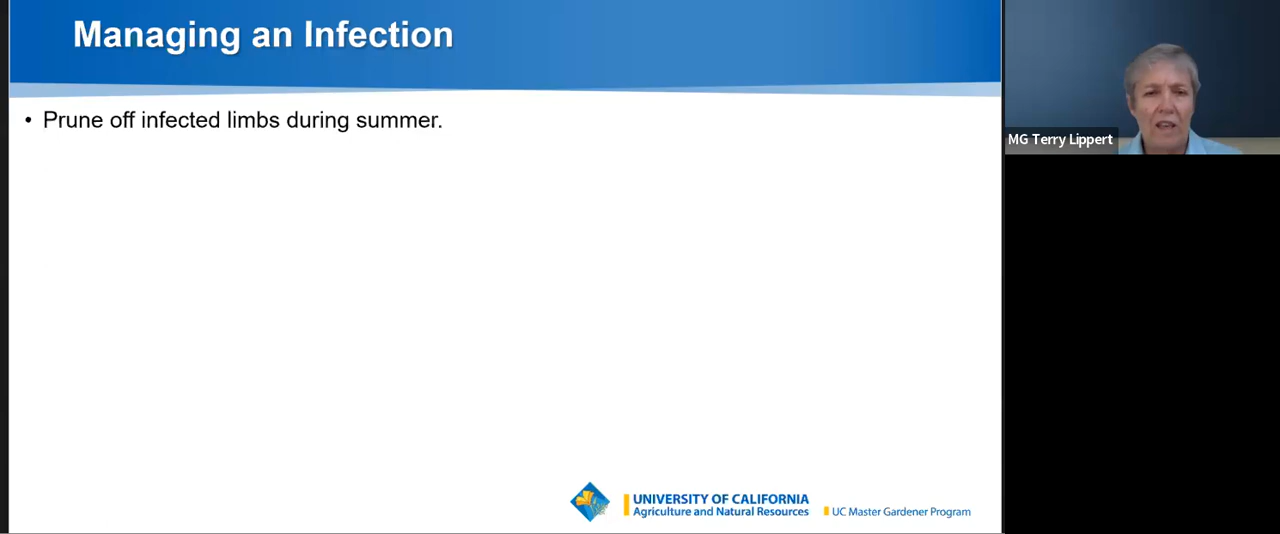 Managing an Infection
• Prune off infected limbs during summer.
MG Terry Lippert
UNIVERSITY OF CALIFORNIA
Agriculture and Natural Resources
UC Master Gardener Program